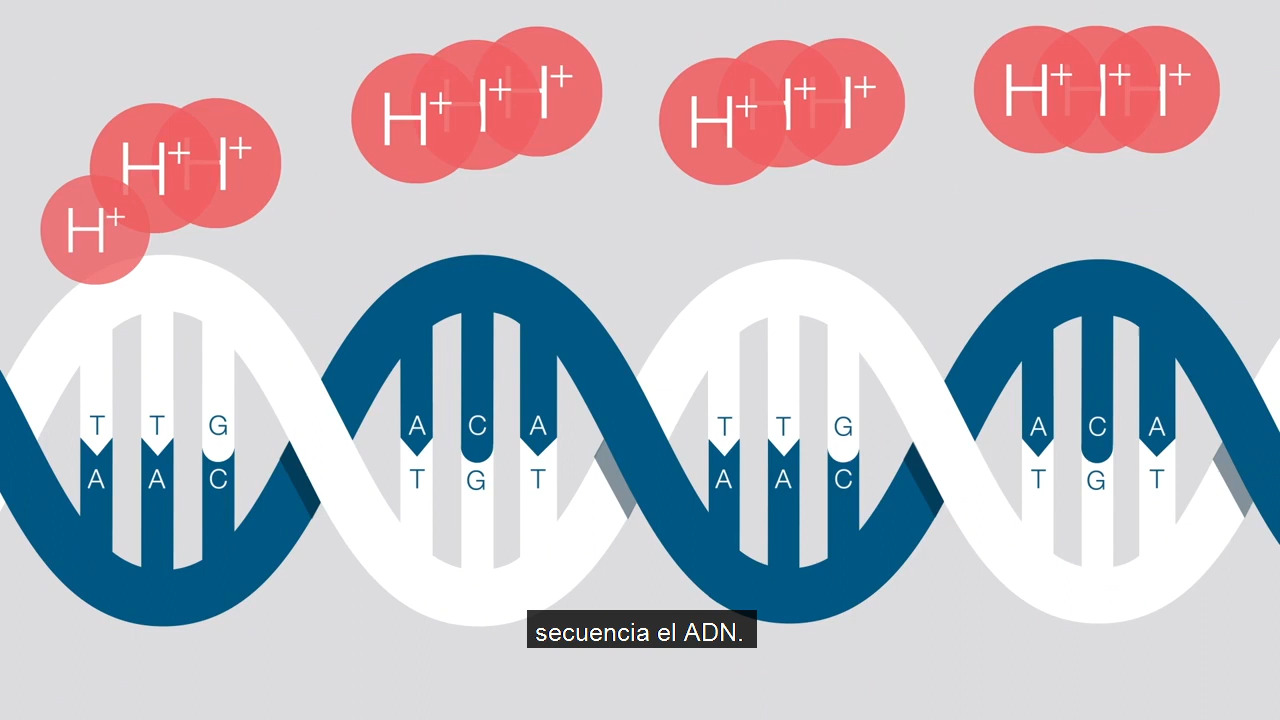 H+ H+ H+ H+ H+ H+ H+ H+ H+ H+ H+
H+
T T G A C A T T G A C A
A A C T G T A A C T G T
secuencia el ADN.